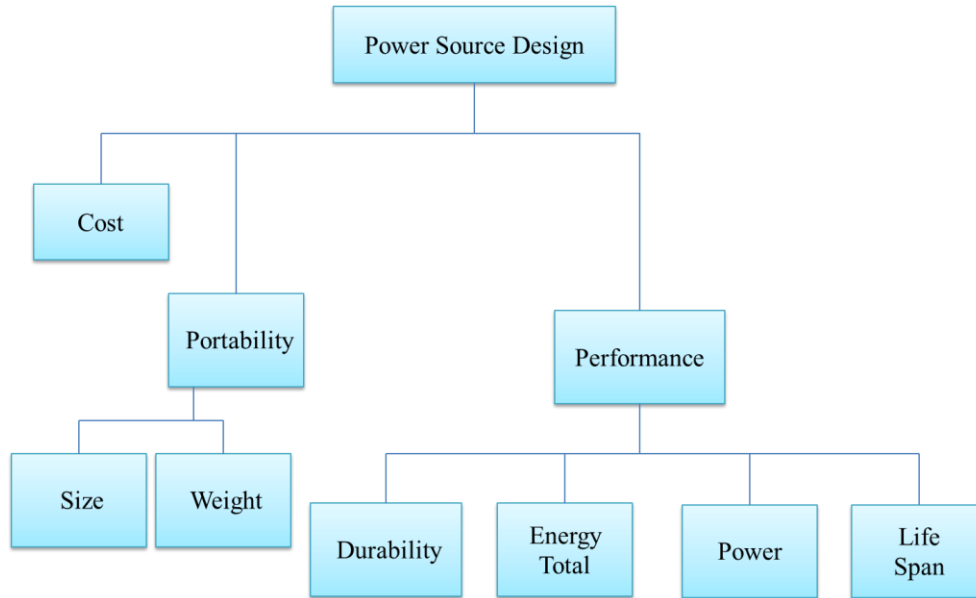 Power Source Design
Cost
Portability
Performance
Size
Weight
Durability
Energy
Total
Power
Life
Span